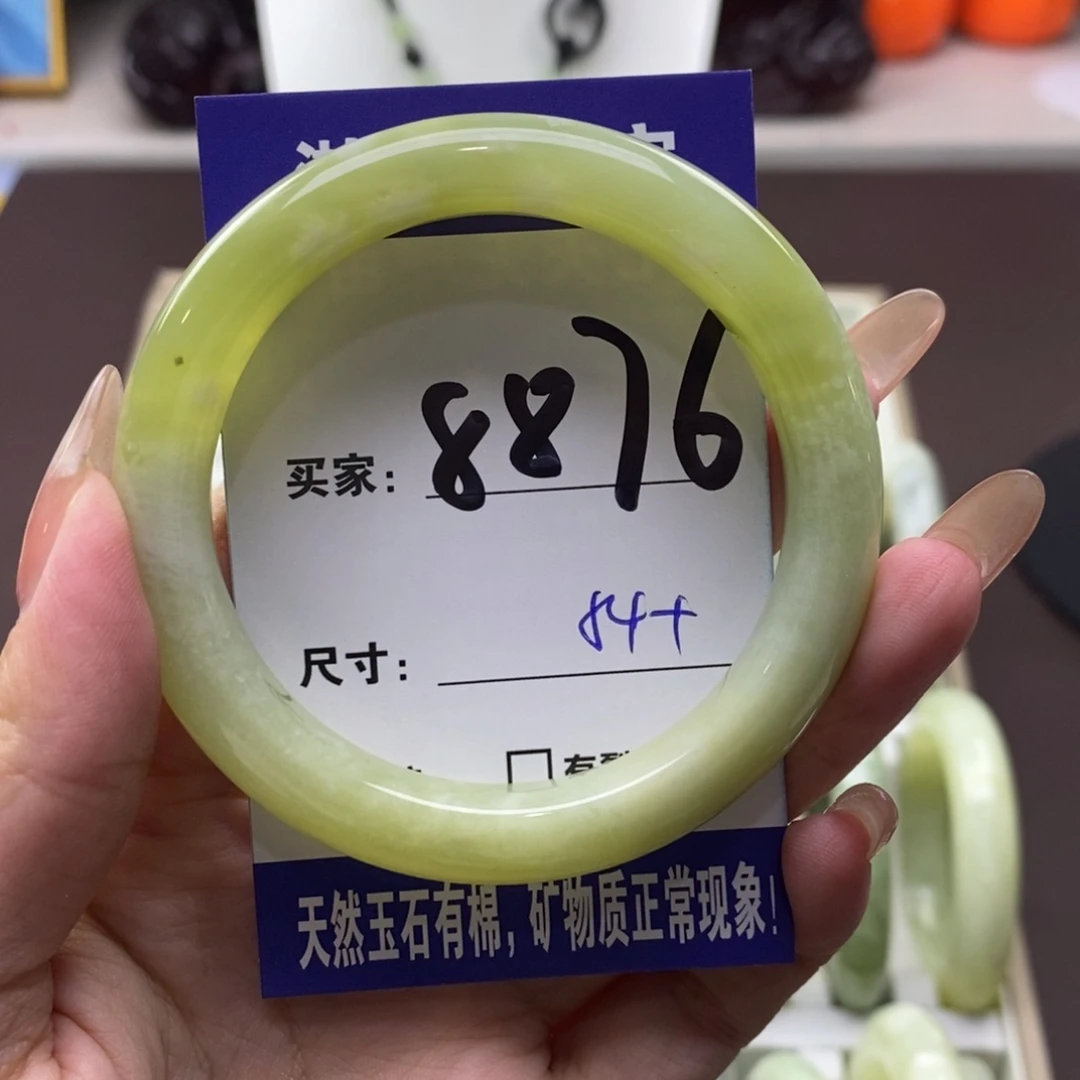 买家: 8876
尺寸: 84+
天然玉石有棉, 矿物质正常现象!